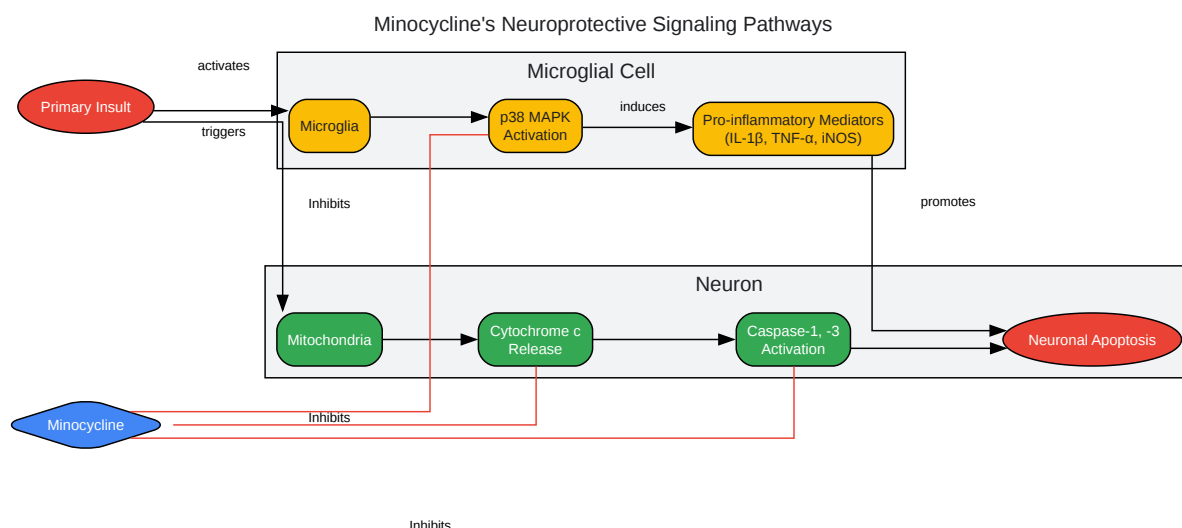 Minocycline's Neuroprotective Signaling Pathways
activates
Microglial Cell
Primary Insult
triggers
Microglia
p38 MAPK
Activation
induces
Pro-inflammatory Mediators
(IL-1β, TNF-α, iNOS)
Inhibits
promotes
Neuron
Mitochondria
Cytochrome c
Release
Caspase-1, -3
Activation
Neuronal Apoptosis
Minocycline
Inhibits
Inhibits